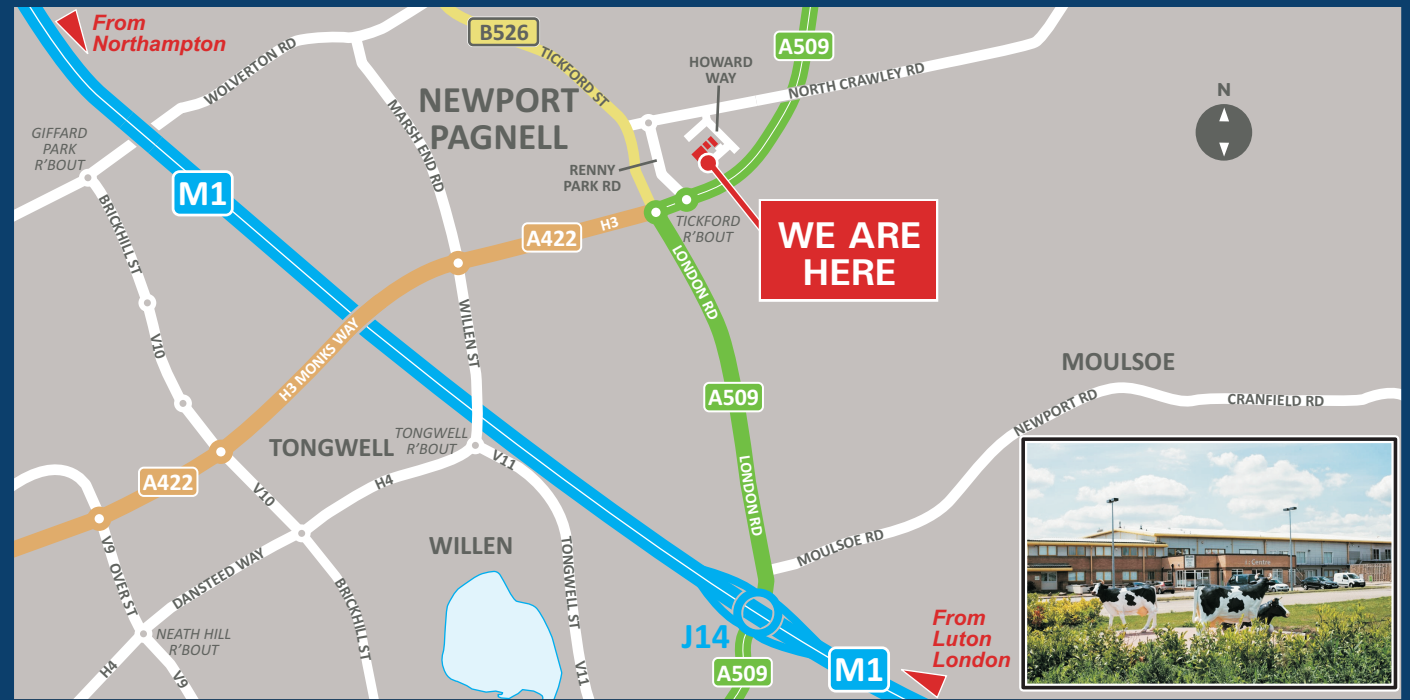 From
Northampton
B526
A509
WOLVERTON RD
TICKFORD ST
HOWARD
WAY
NORTH CRAWLEY RD
N
NEWPORT
PAGNELL
MARSH END RD
GIFFARD
PARK
R'BOUT
M1
RENNY
PARK RD
BRICKHILL ST
A422
H3
TICKFORD
R'BOUT
WE ARE
HERE
LONDON RD
V10
H3 MONKS WAY
WILLEN ST
MOULSOE
A509
NEWPORT RD
CRANFIELD RD
TONGWELL
TONGWELL
R'BOUT
V11
A422
H4
V10
LONDON RD
WILLEN
MOULSOE RD
V9
OVER ST
DANSTEED WAY
BRICKHILL ST
TONGWELL ST
NEATH HILL
R'BOUT
H4
V9
V11
J14
A509
M1
From
Luton
London